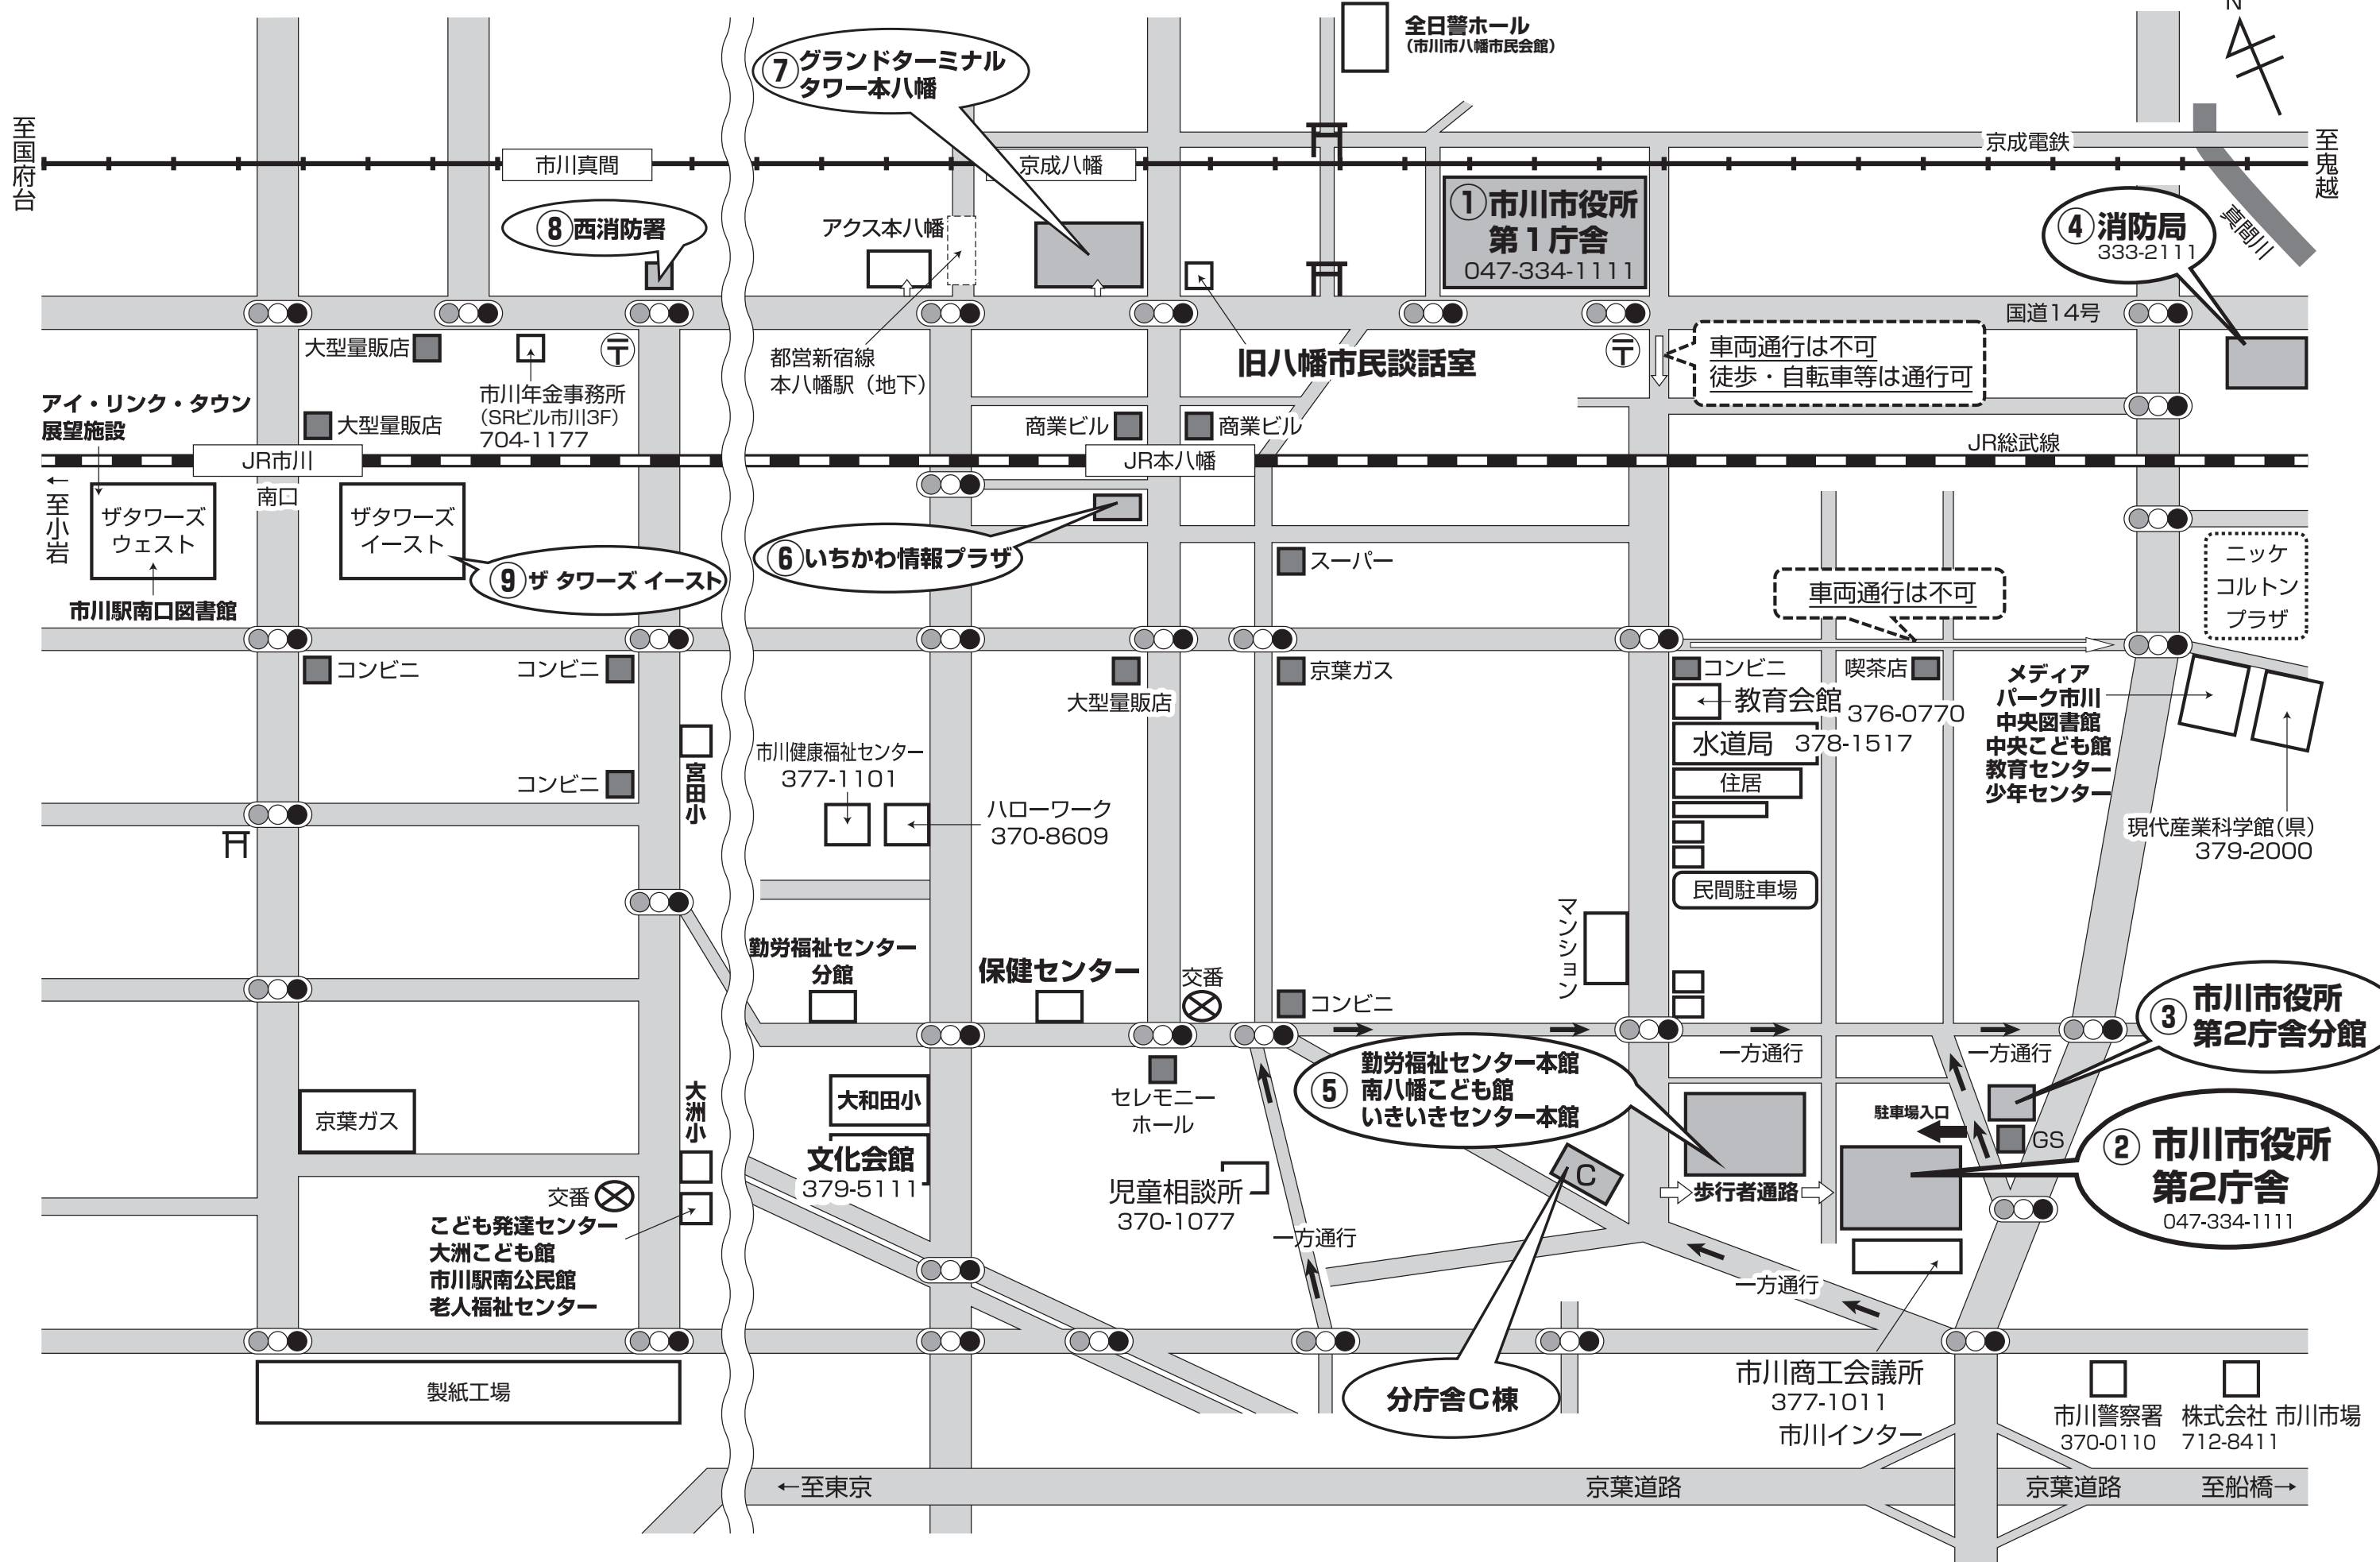 全日警ホール
（市川市八幡市民会館）
N
⑦グランドターミナル
タワー本八幡
至国府台
市川真間
京成八幡
京成電鉄
至鬼越
真間川
⑧西消防署
アクス本八幡
①市川市役所
第1庁舎
047-334-1111
④消防局
333-2111
国道14号
大型量販店
〒
市川年金事務所
（SRビル市川3F）
704-1177
都営新宿線
本八幡駅（地下）
旧八幡市民談話室
〒
車両通行は不可
徒歩・自転車等は通行可
アイ・リンク・タウン
展望施設
大型量販店
商業ビル
商業ビル
JR総武線
JR市川
JR本八幡
南口
←
至小岩
ザタワーズ
ウェスト
ザタワーズ
イースト
市川駅南口図書館
⑨ザ タワーズ イースト
⑥いちかわ情報プラザ
スーパー
車両通行は不可
ニッケ
コルトン
プラザ
コンビニ
コンビニ
大型量販店
京葉ガス
コンビニ
喫茶店
教育会館 376-0770
水道局 378-1517
住居
民間駐車場
メディア
パーク市川
中央図書館
中央こども館
教育センター
少年センター
現代産業科学館（県）
379-2000
コンビニ
宮田小
市川健康福祉センター
377-1101
ハローワーク
370-8609
マンション
勤労福祉センター
分館
保健センター
交番
コンビニ
一方通行
一方通行
③市川市役所
第2庁舎分館
⑤勤労福祉センター本館
南八幡こども館
いきいきセンター本館
駐車場入口
GS
②市川市役所
第2庁舎
047-334-1111
京葉ガス
大洲小
大和田小
文化会館
379-5111
セレモニー
ホール
児童相談所
370-1077
C
歩行者通路
交番
こども発達センター
大洲こども館
市川駅南公民館
老人福祉センター
一方通行
一方通行
製紙工場
分庁舎C棟
市川商工会議所
377-1011
市川インター
市川警察署
370-0110
株式会社 市川市場
712-8411
←至東京
京葉道路
京葉道路
至船橋→